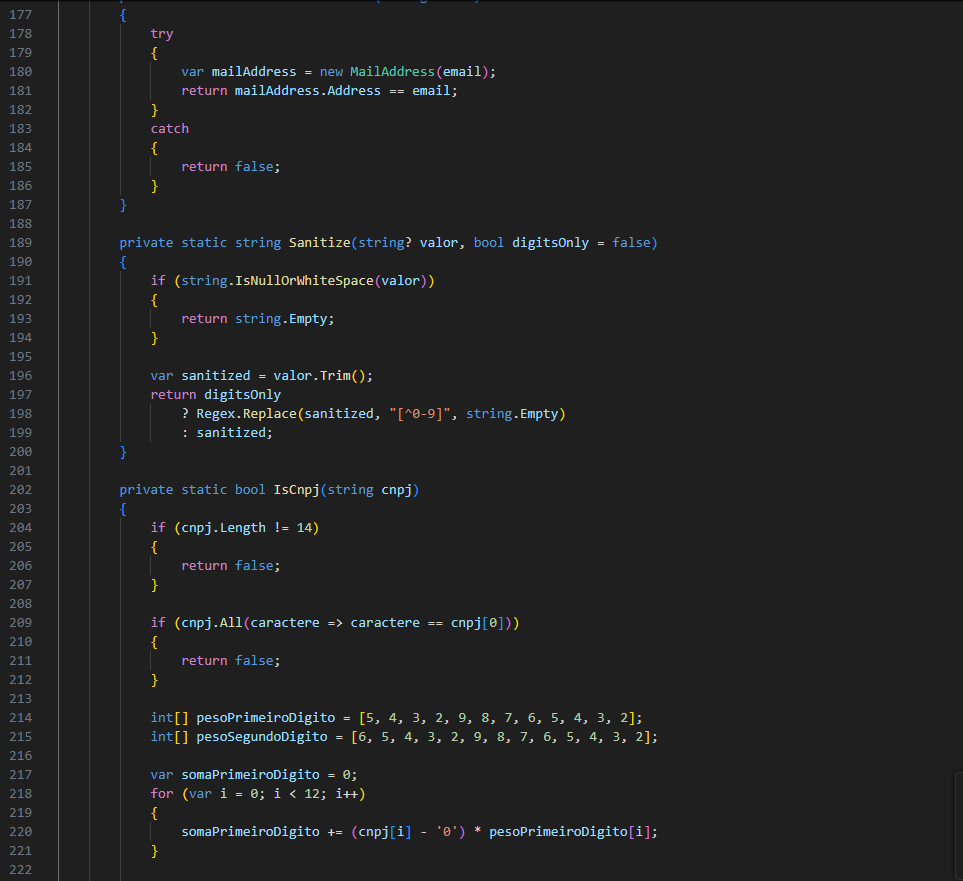 177 {
178 try
179 {
180 var mailAddress = new MailAddress(email);
181 return mailAddress.Address == email;
182 }
183 catch
184 {
185 return false;
186 }
187 }
188
189 private static string Sanitize(string? valor, bool digitsOnly = false)
190 {
191 if (string.IsNullOrWhiteSpace(valor))
192 {
193 return string.Empty;
194 }
195
196 var sanitized = valor.Trim();
197 return digitsOnly
198 ? Regex.Replace(sanitized, "[^0-9]", string.Empty)
199 : sanitized;
200 }
201
202 private static bool IsCnpj(string cnpj)
203 {
204 if (cnpj.Length != 14)
205 {
206 return false;
207 }
208
209 if (cnpj.All(caractere => caractere == cnpj[0]))
210 {
211 return false;
212 }
213
214 int[] pesoPrimeiroDigito = [5, 4, 3, 2, 9, 8, 7, 6, 5, 4, 3, 2];
215 int[] pesoSegundoDigito = [6, 5, 4, 3, 2, 9, 8, 7, 6, 5, 4, 3, 2];
216
217 var somaPrimeiroDigito = 0;
218 for (var i = 0; i < 12; i++)
219 {
220 somaPrimeiroDigito += (cnpj[i] - '0') * pesoPrimeiroDigito[i];
221 }
222